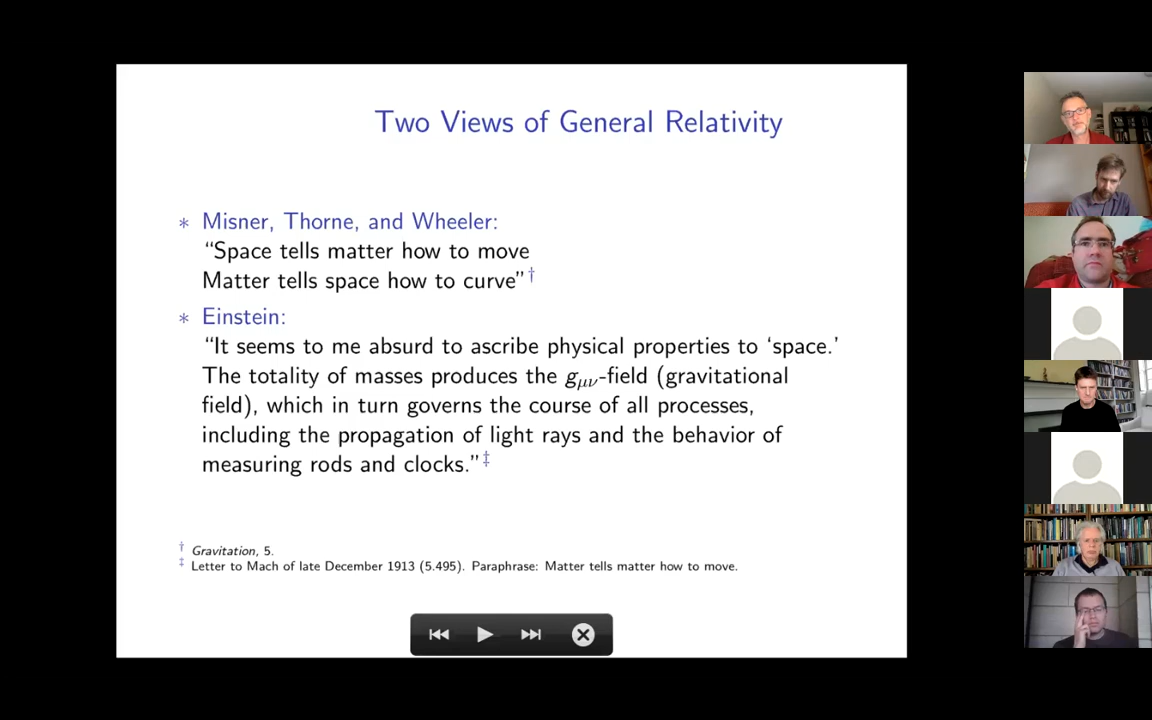 Two Views of General Relativity
* Misner, Thorne, and Wheeler:
“Space tells matter how to move
Matter tells space how to curve”†
* Einstein:
“It seems to me absurd to ascribe physical properties to ‘space.’
The totality of masses produces the gμν-field (gravitational
field), which in turn governs the course of all processes,
including the propagation of light rays and the behavior of
measuring rods and clocks.”‡
† Gravitation, 5.
‡ Letter to Mach of late December 1913 (5.495). Paraphrase: Matter tells matter how to move.